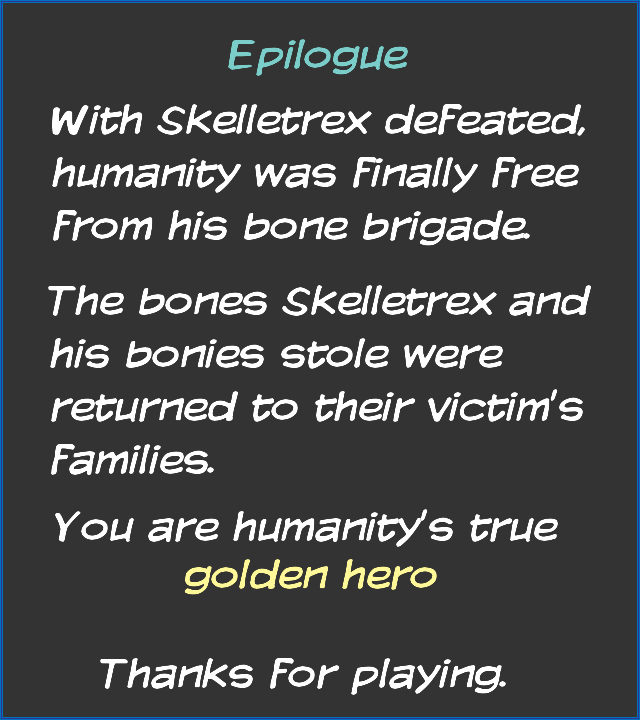 Epilogue
With Skelletrex defeated,
humanity was finally free
from his bone brigade.
The bones Skelletrex and
his bonies stole were
returned to their victim's
families.
You are humanity's true
golden hero
Thanks for playing.